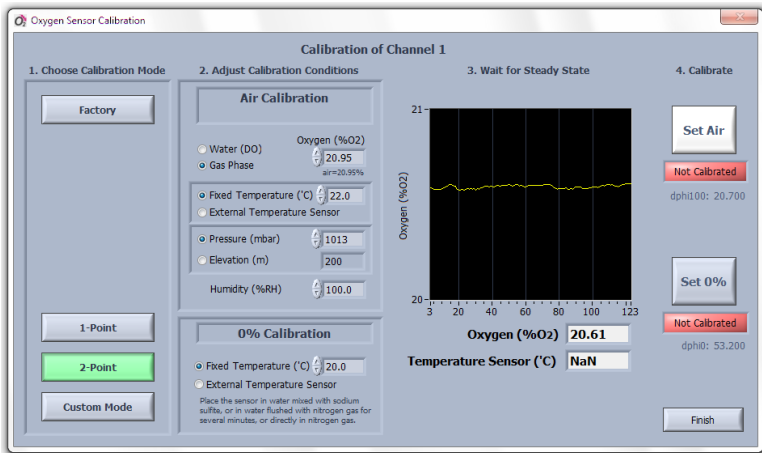 Oxygen Sensor Calibration
Calibration of Channel 1
1. Choose Calibration Mode
Factory
1-Point
2-Point
Custom Mode
2. Adjust Calibration Conditions
Air Calibration
Water (DO)
Gas Phase
Oxygen (%O2)
20.95
air=20.95%
Fixed Temperature (°C) 22.0
External Temperature Sensor
Pressure (mbar) 1013
Elevation (m) 200
Humidity (%RH) 100.0
0% Calibration
Fixed Temperature (°C) 20.0
External Temperature Sensor
Place the sensor in water mixed with sodium
sulfite, or in water flushed with nitrogen gas for
several minutes, or directly in nitrogen gas.
3. Wait for Steady State
Oxygen (%O2)
21
20
3 20 40 60 80 100 123
Oxygen (%O2) 20.61
Temperature Sensor (°C) NaN
4. Calibrate
Set Air
Not Calibrated
dphi100: 20.700
Set 0%
Not Calibrated
dphi0: 53.200
Finish